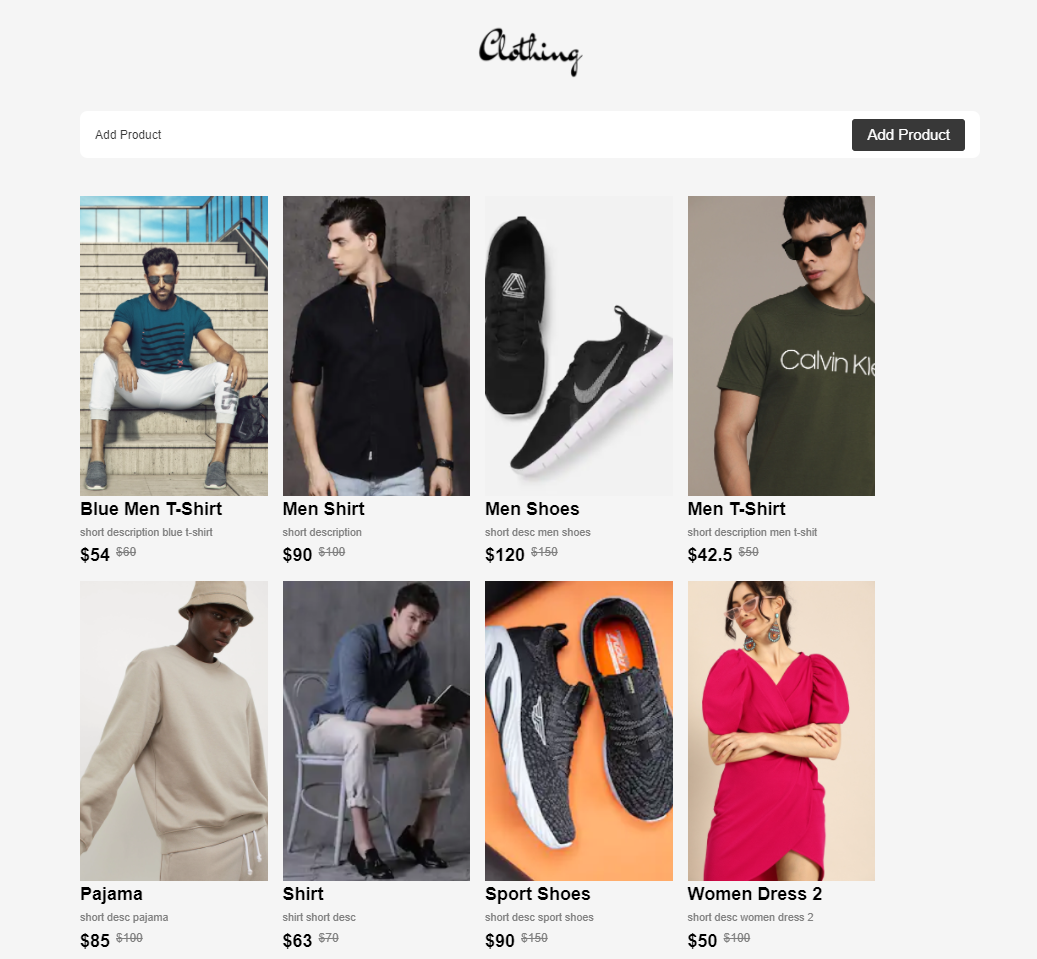 Clothing
Add Product
Add Product
Calvin Kle
Blue Men T-Shirt
short description blue t-shirt
$54 $60
Men Shirt
short description
$90 $100
Men Shoes
short desc men shoes
$120 $150
Men T-Shirt
short description men t-shit
$42.5 $50
Pajama
short desc pajama
$85 $100
Shirt
shirt short desc
$63 $70
Sport Shoes
short desc sport shoes
$90 $150
Women Dress 2
short desc women dress 2
$50 $100